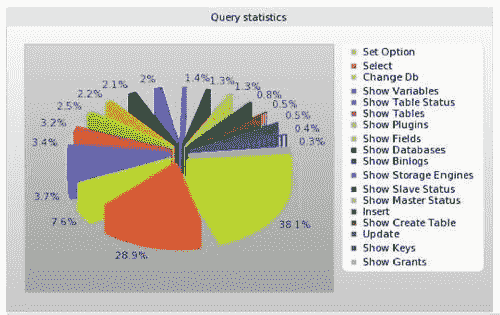 Query statistics
2.1%
2%
1.4%
1.3%
2.2%
1.3%
2.5%
0.8%
0.5%
3.2%
0.5%
3.4%
0.4%
0.3%
3.7%
7.6%
38.1%
28.9%
Set Option
Select
Change Db
Show Variables
Show Table Status
Show Tables
Show Plugins
Show Fields
Show Databases
Show Binlogs
Show Storage Engines
Show Slave Status
Show Master Status
Insert
Show Create Table
Update
Show Keys
Show Grants